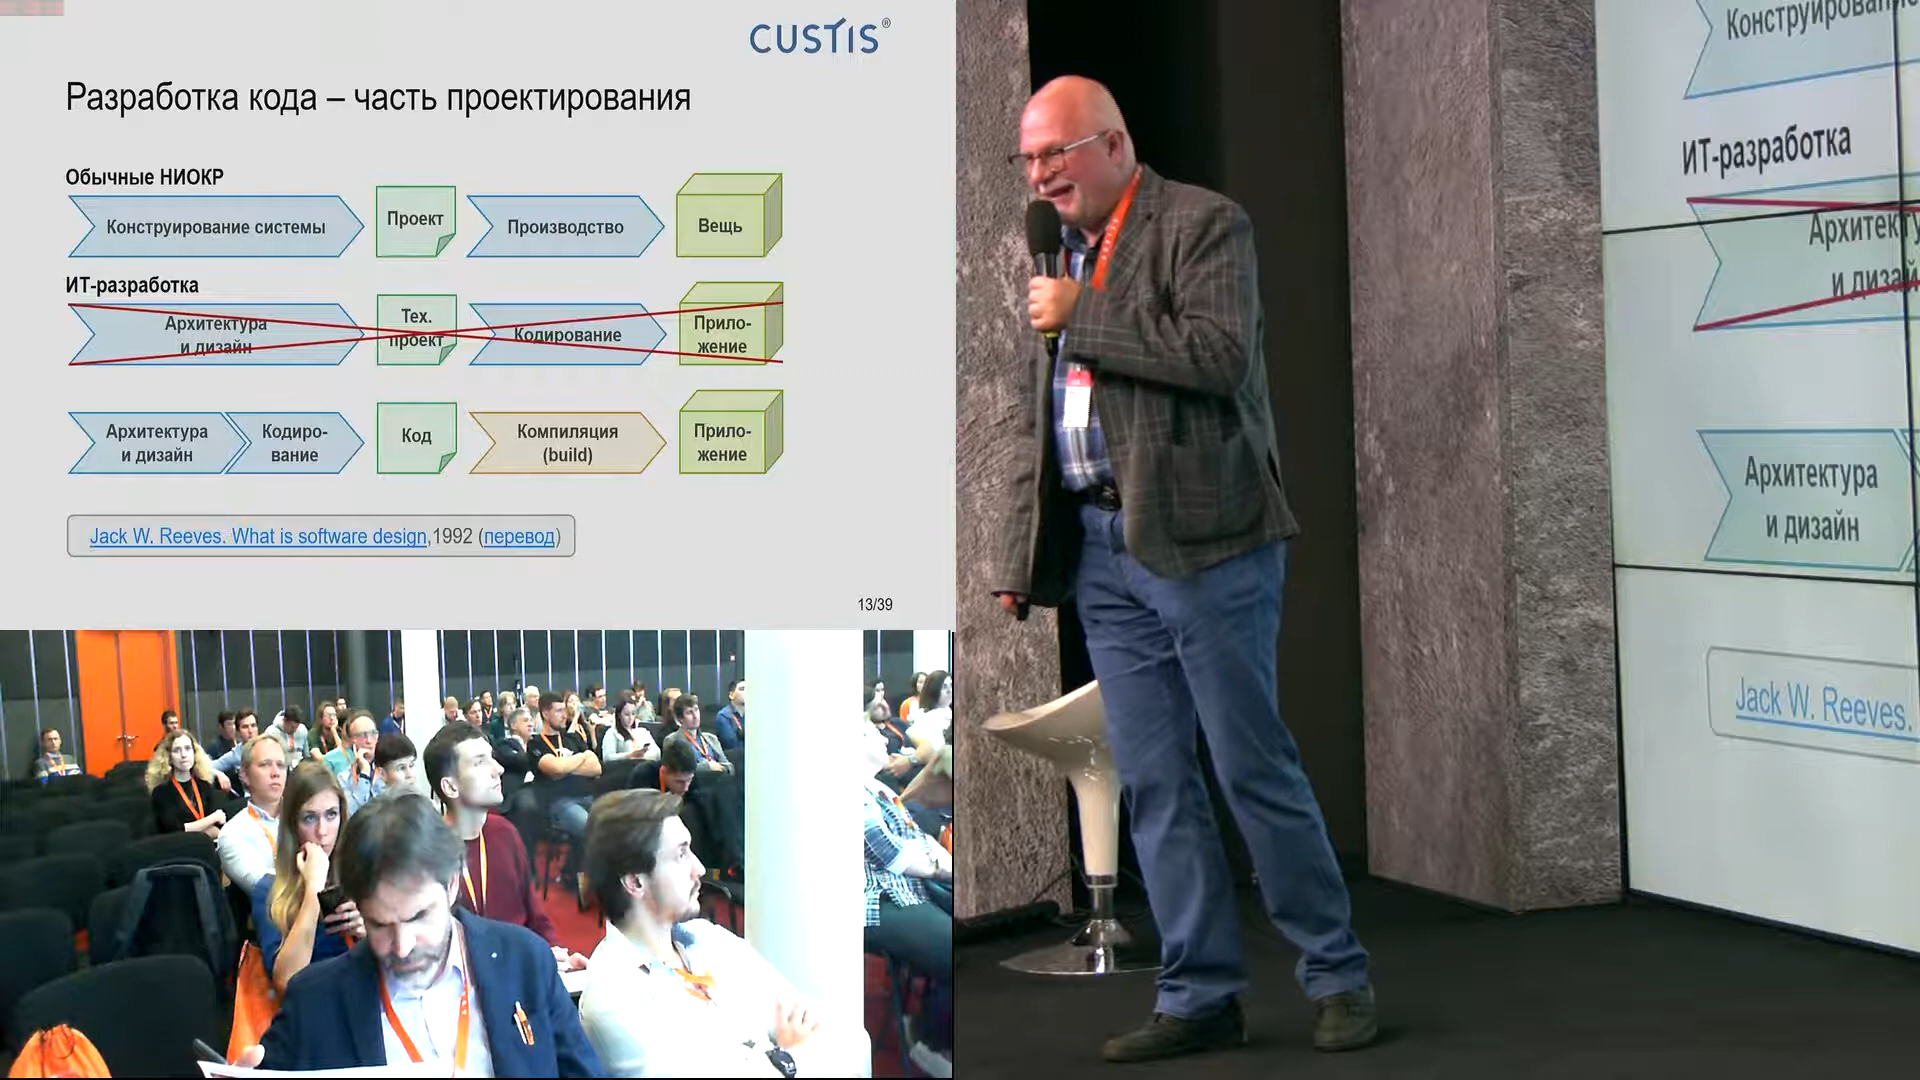 CUSTIS®
Разработка кода – часть проектирования
Обычные НИОКР
Конструирование системы
Проект
Производство
Вещь
ИТ-разработка
Архитектура
и дизайн
Тех.
проект
Кодирование
Прило-
жение
Архитектура
и дизайн
Кодиро-
вание
Код
Компиляция
(build)
Прило-
жение
Jack W. Reeves. What is software design,1992 (перевод)
13/39
Конструирование
ИТ-разработка
Архитекту
и дизай
Архитектура
и дизайн
Jack W. Reeves.